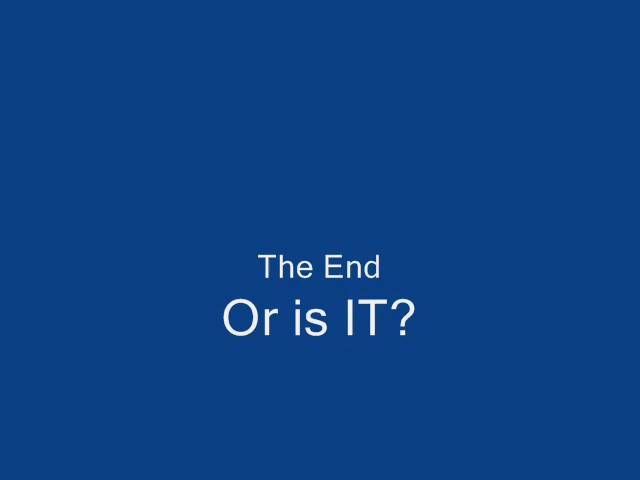 The End
Or is IT?